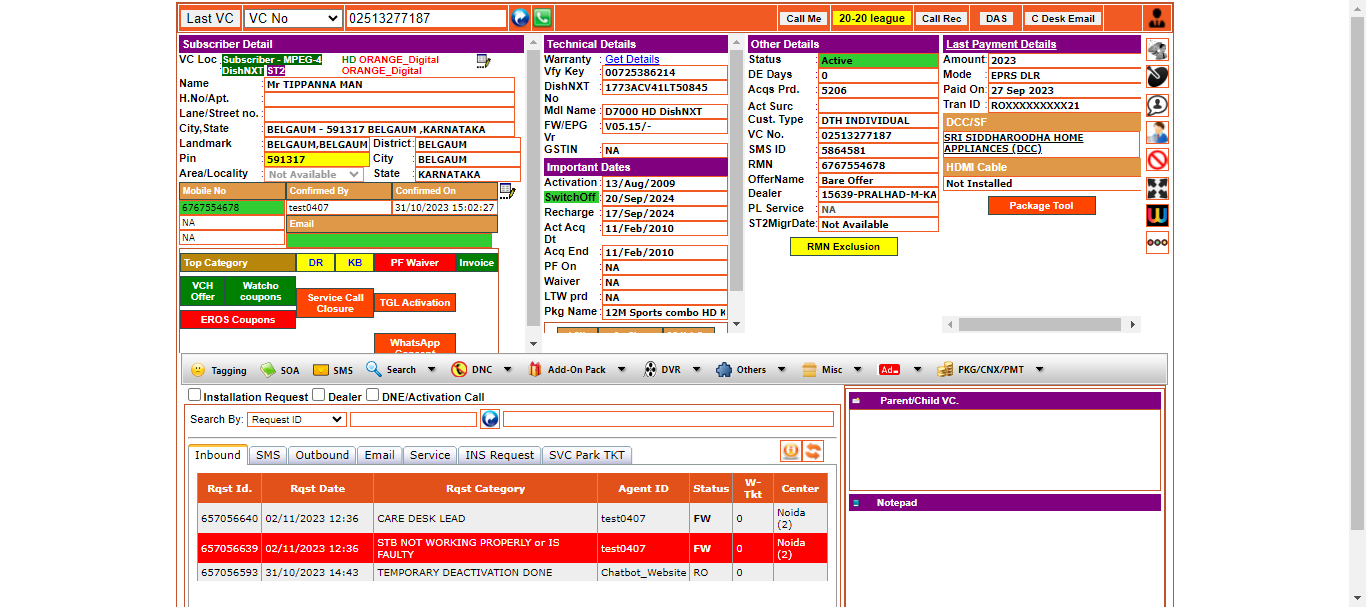 Last VC VC No 02513277187 Call Me 20-20 league Call Rec DAS C Desk Email
Subscriber Detail
VC Loc Subscriber - MPEG-4 HD ORANGE_Digital
DishNXT ST2 ORANGE_Digital
Name : Mr TIPPANNA MAN
H.No/Apt. :
Lane/Street no. :
City,State : BELGAUM - 591317 BELGAUM ,KARNATAKA
Landmark : BELGAUM,BELGAUM District : BELGAUM
Pin : 591317 City : BELGAUM
Area/Locality : Not Available State : KARNATAKA
Mobile No Confirmed By Confirmed On
6767554678 test0407 31/10/2023 15:02:27
NA Email
NA
Top Category DR KB PF Waiver Invoice
VCH Offer Watcho coupons Service Call Closure TGL Activation
EROS Coupons
WhatsApp
Technical Details
Warranty : Get Details
Vfy Key : 00725386214
DishNXT No : 1773ACV41LT50845
Mdl Name : D7000 HD DishNXT
FW/EPG Vr : V05.15/-
GSTIN : NA
Important Dates
Activation : 13/Aug/2009
SwitchOff : 20/Sep/2024
Recharge : 17/Sep/2024
Act Acq Dt : 11/Feb/2010
Acq End : 11/Feb/2010
PF On : NA
Waiver : NA
LTW prd : NA
Pkg Name : 12M Sports combo HD K
Other Details
Status : Active
DE Days : 0
Acqs Prd. : 5206
Act Surc :
Cust. Type : DTH INDIVIDUAL
VC No. : 02513277187
SMS ID : 5864581
RMN : 6767554678
OfferName : Bare Offer
Dealer : 15639-PRALHAD-M-KA
PL Service : NA
ST2MigrDate: Not Available
RMN Exclusion
Last Payment Details
Amount: 2023
Mode : EPRS DLR
Paid On: 27 Sep 2023
Tran ID : ROXXXXXXXXX21
DCC/SF
SRI SIDDHAROODHA HOME
APPLIANCES (DCC)
HDMI Cable
Not Installed
Package Tool
Tagging SOA SMS Search DNC Add-On Pack DVR Others Misc Ad PKG/CNX/PMT
Installation Request Dealer DNE/Activation Call
Search By: Request ID
Inbound SMS Outbound Email Service INS Request SVC Park TKT
Rqst Id. Rqst Date Rqst Category Agent ID Status W-Tkt Center
657056640 02/11/2023 12:36 CARE DESK LEAD test0407 FW 0 Noida (2)
657056639 02/11/2023 12:36 STB NOT WORKING PROPERLY or IS FAULTY test0407 FW 0 Noida (2)
657056593 31/10/2023 14:43 TEMPORARY DEACTIVATION DONE Chatbot_Website RO 0
Parent/Child VC.
Notepad